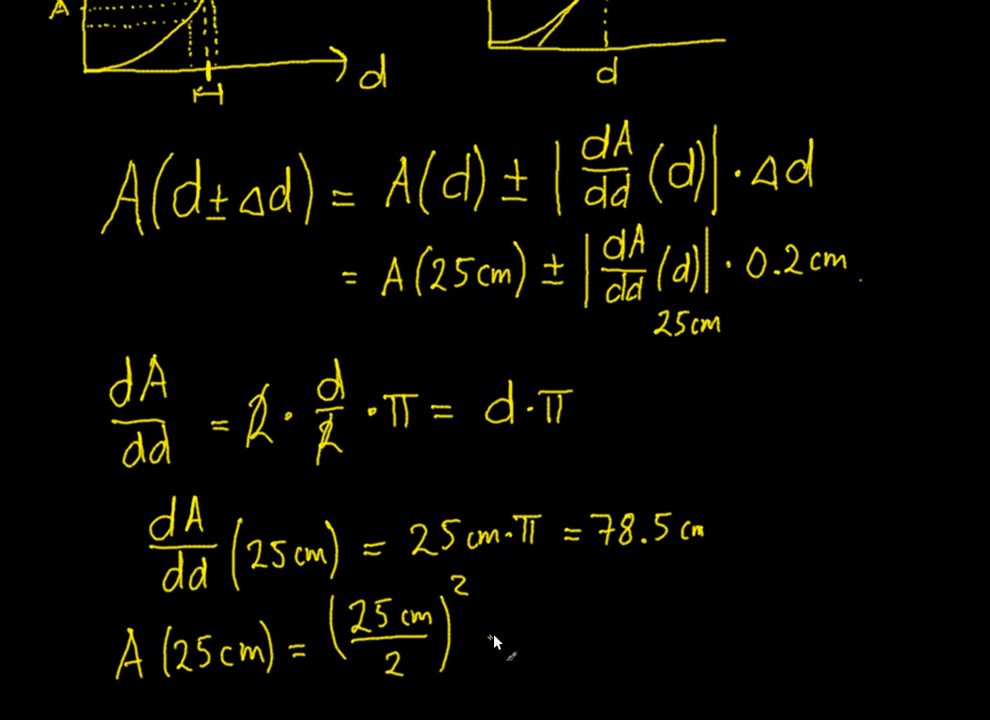 A
d
d
A(d±Δd) = A(d) ± |dA/dd (d)| · Δd
= A(25cm) ± |dA/dd (d)| · 0.2cm
25cm
dA/dd = 2 · d/2 · π = d·π
dA/dd (25cm) = 25cm·π = 78.5cm
A(25cm) = (25cm/2)²